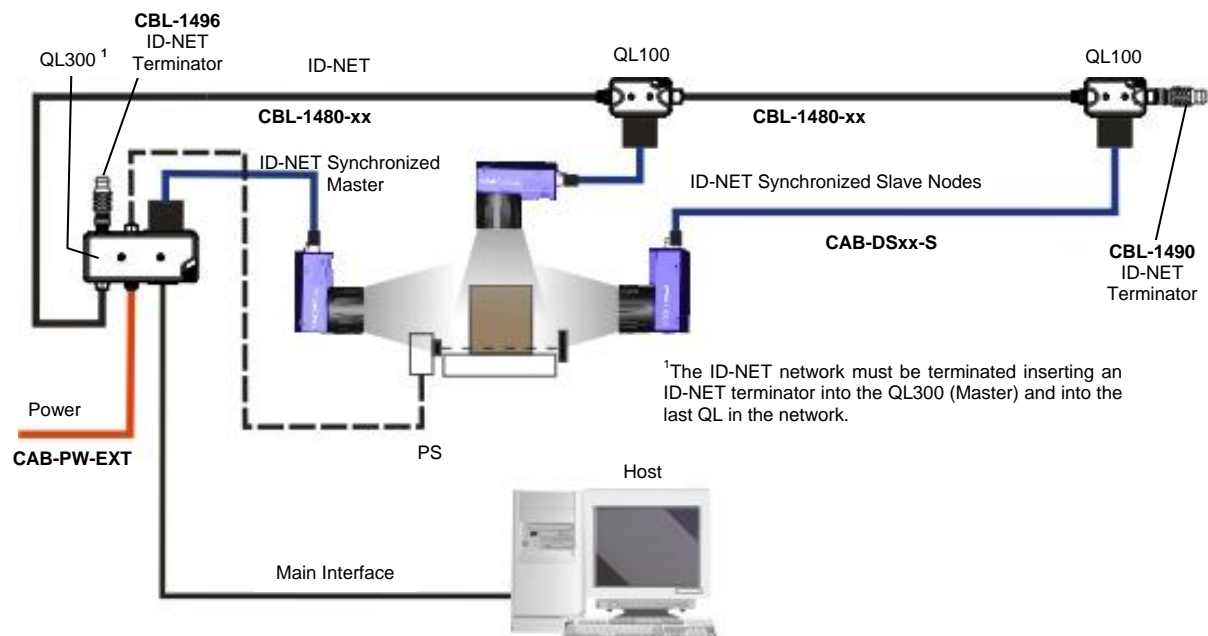 CBL-1496
ID-NET
Terminator
QL300 ¹
ID-NET
QL100
QL100
CBL-1480-xx
CBL-1480-xx
ID-NET Synchronized
Master
ID-NET Synchronized Slave Nodes
CAB-DSxx-S
CBL-1490
ID-NET
Terminator
¹The ID-NET network must be terminated inserting an
ID-NET terminator into the QL300 (Master) and into the
last QL in the network.
Power
CAB-PW-EXT
PS
Host
Main Interface